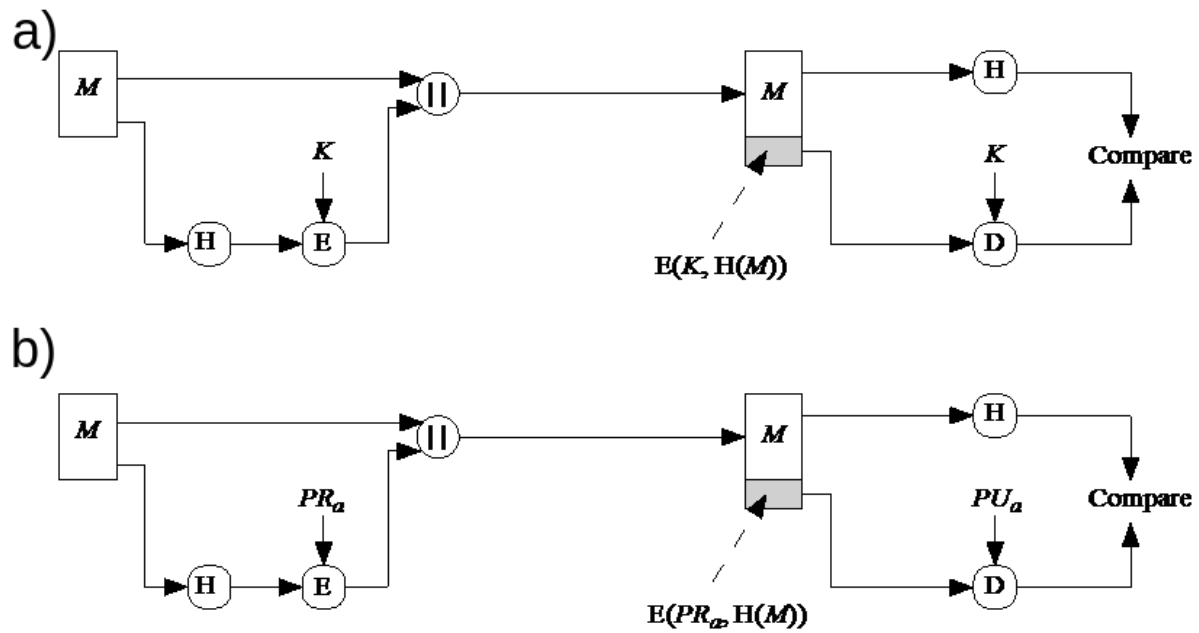 a)
M
||
M
H
K
K
Compare
H
E
D
E(K, H(M))
b)
M
||
M
H
PRa
PUa
Compare
H
E
D
E(PRa, H(M))